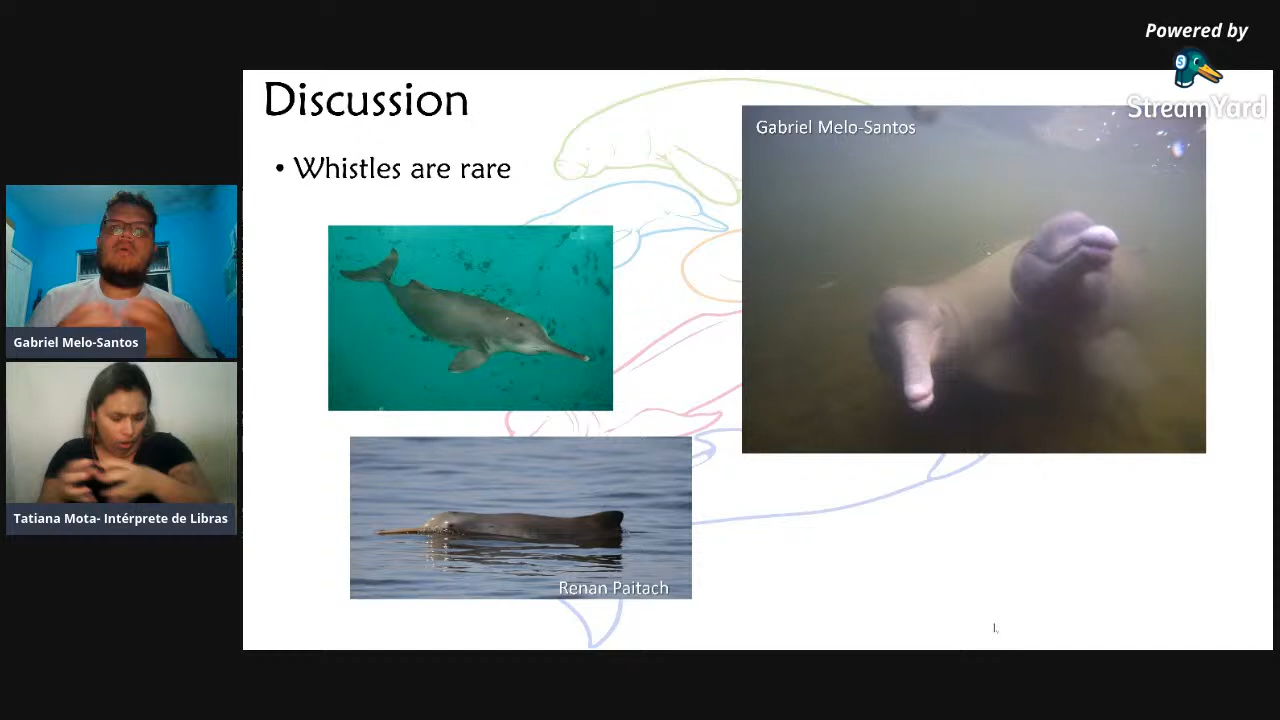 Powered by
StreamYard
Discussion
• Whistles are rare
Gabriel Melo-Santos
Renan Paitach
Gabriel Melo-Santos
Tatiana Mota- Intérprete de Libras